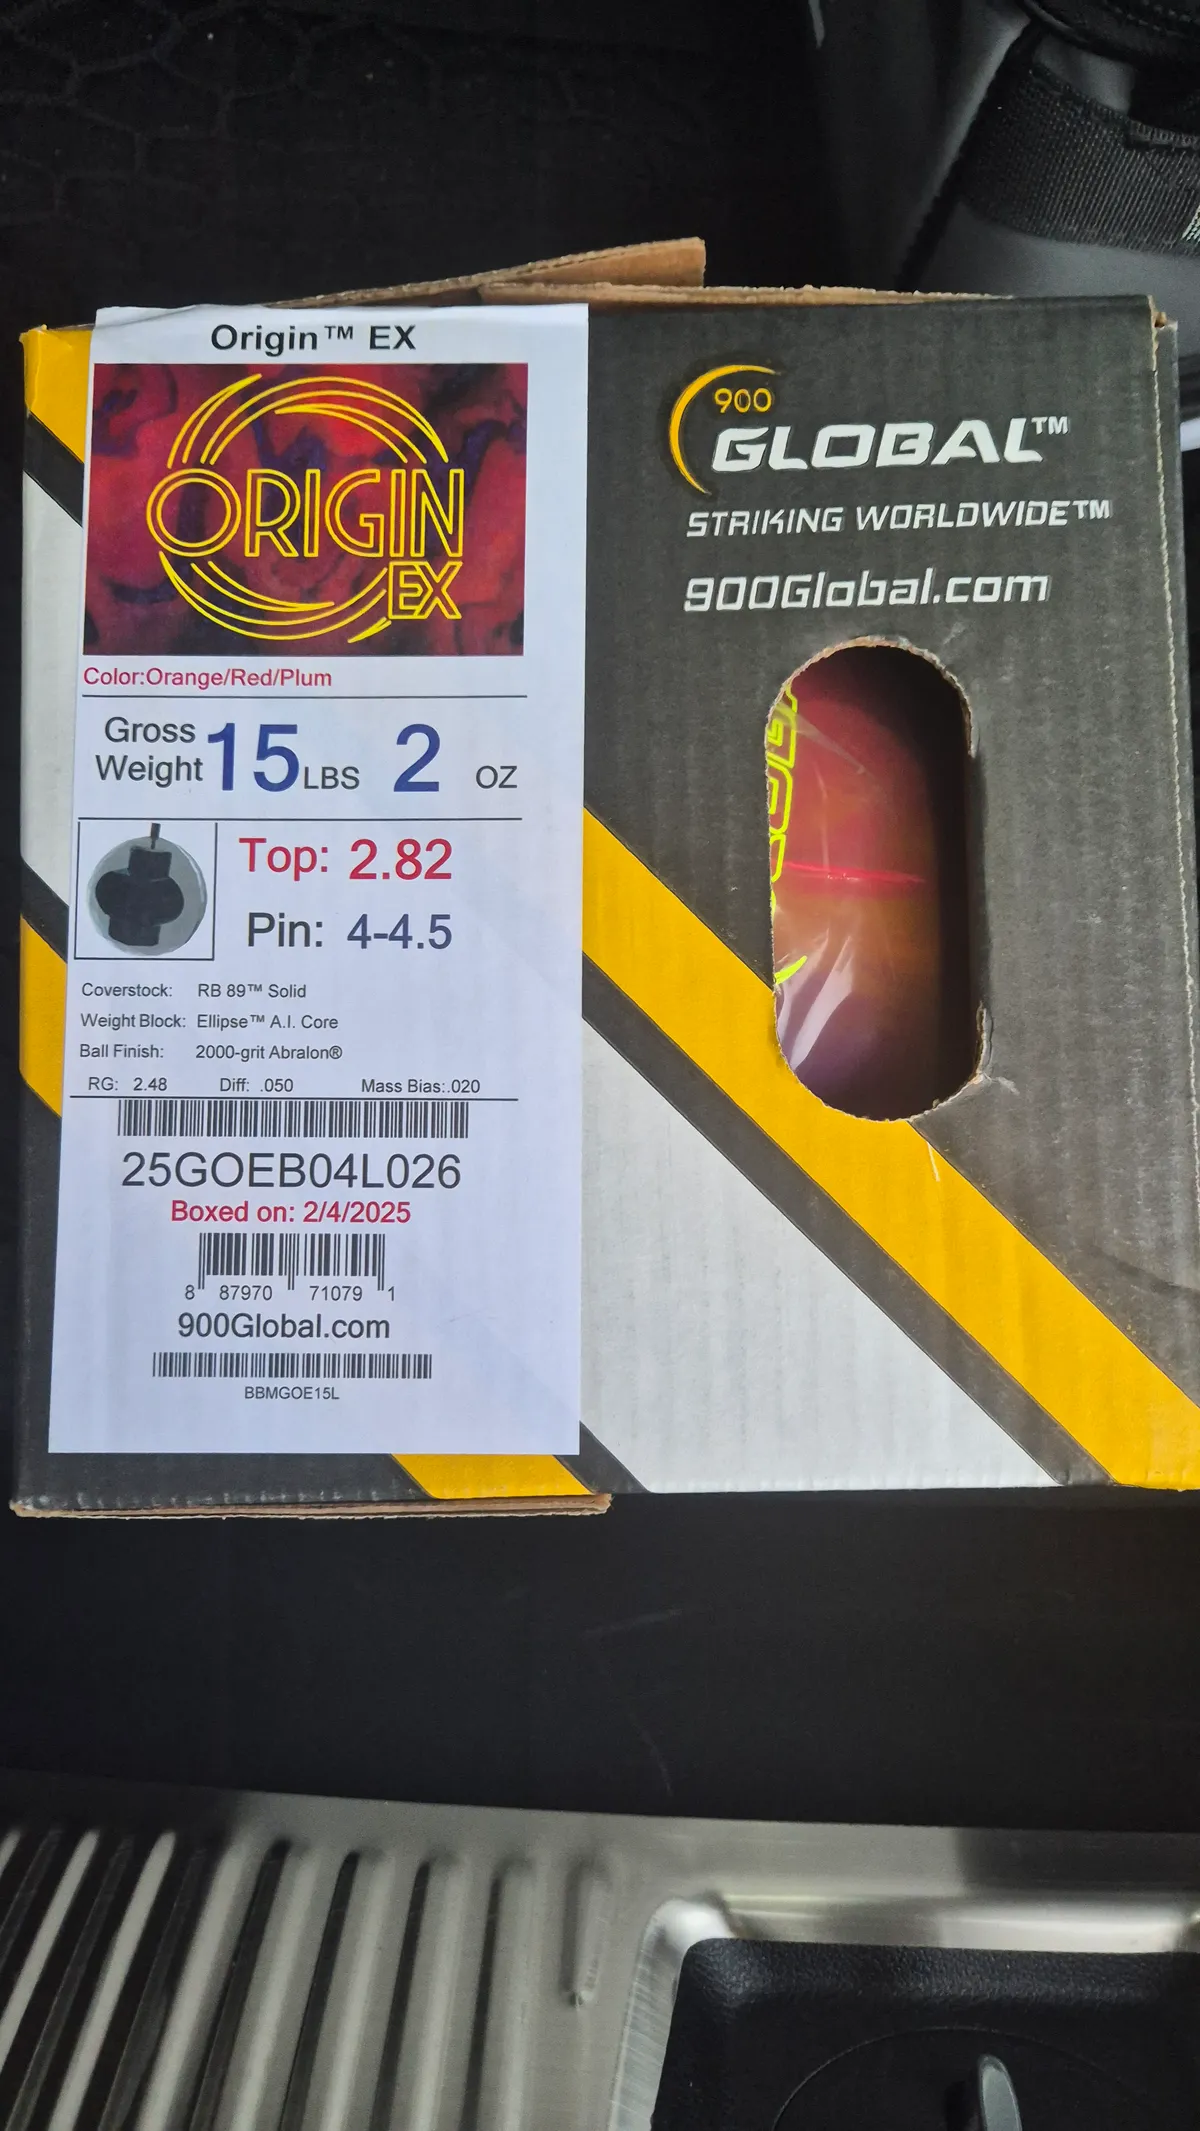 Origin™ EX
ORIGIN
EX
Color:Orange/Red/Plum
Gross Weight 15 LBS 2 OZ
Top: 2.82
Pin: 4-4.5
Coverstock: RB 89™ Solid
Weight Block: Ellipse™ A.I. Core
Ball Finish: 2000-grit Abralon®
RG: 2.48 Diff: .050 Mass Bias:.020
25GOEB04L026
Boxed on: 2/4/2025
8 87970 71079 1
900Global.com
BBMGOE15L
900
GLOBAL™
STRIKING WORLDWIDE™
900Global.com